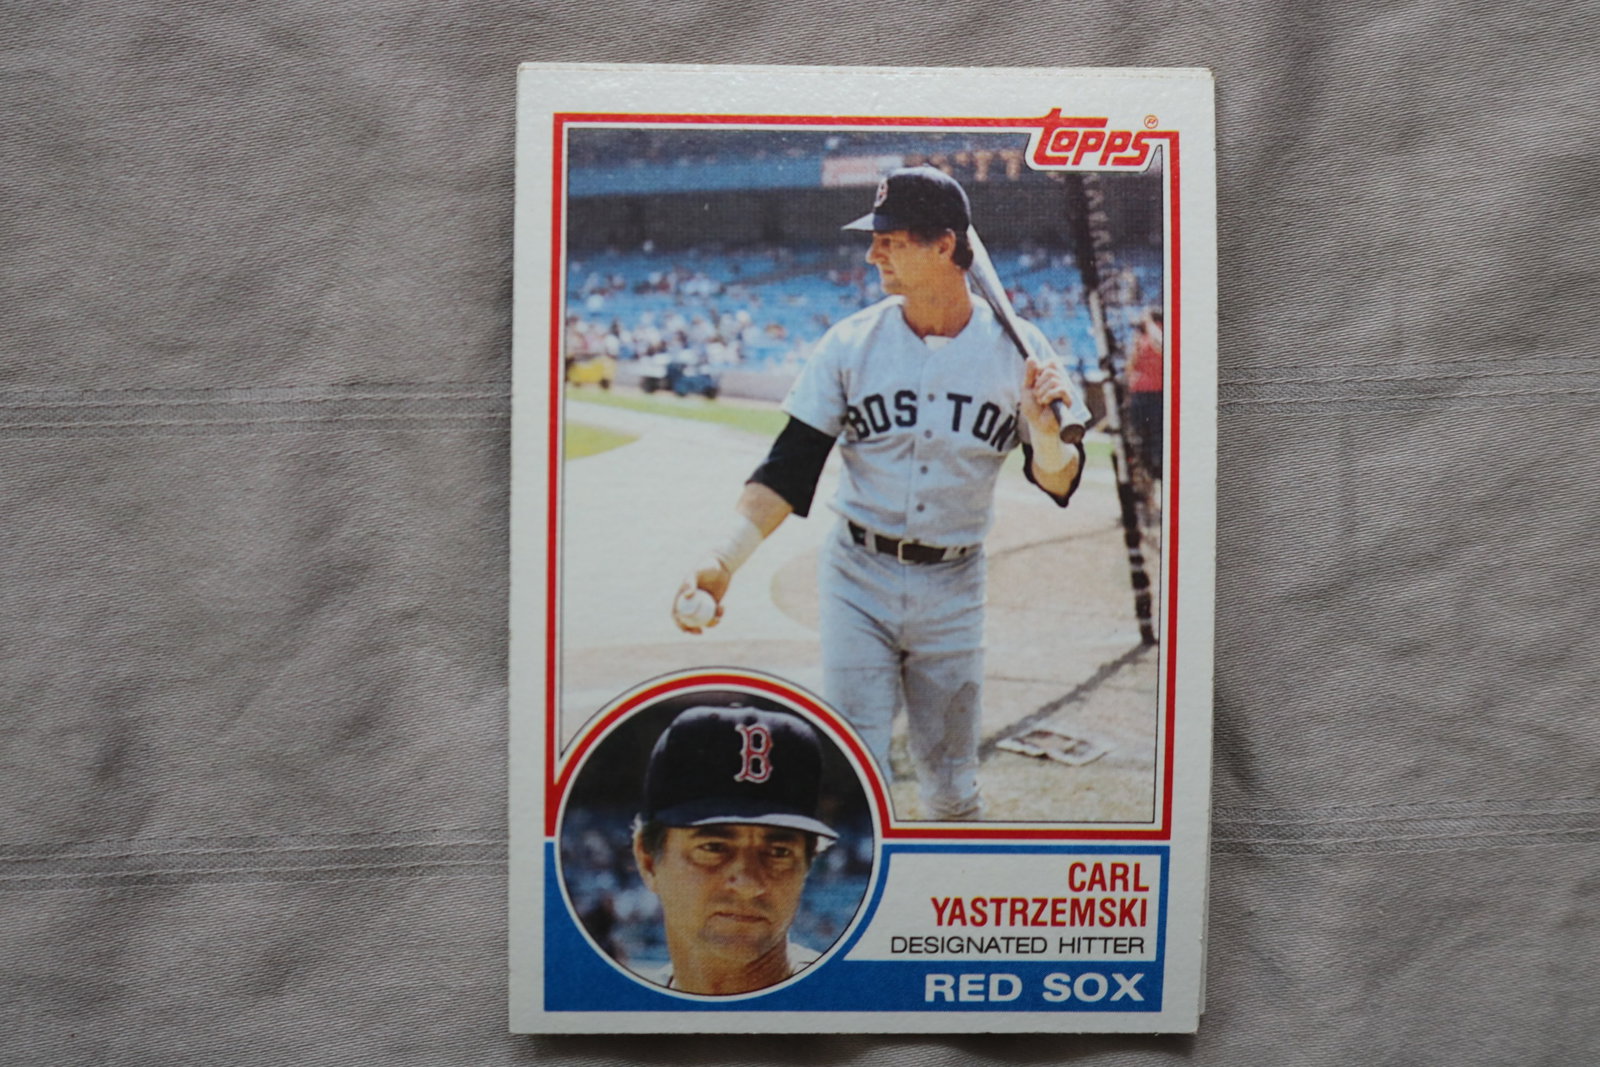 Topps®
B
BOSTON
B
CARL
YASTRZEMSKI
DESIGNATED HITTER
RED SOX